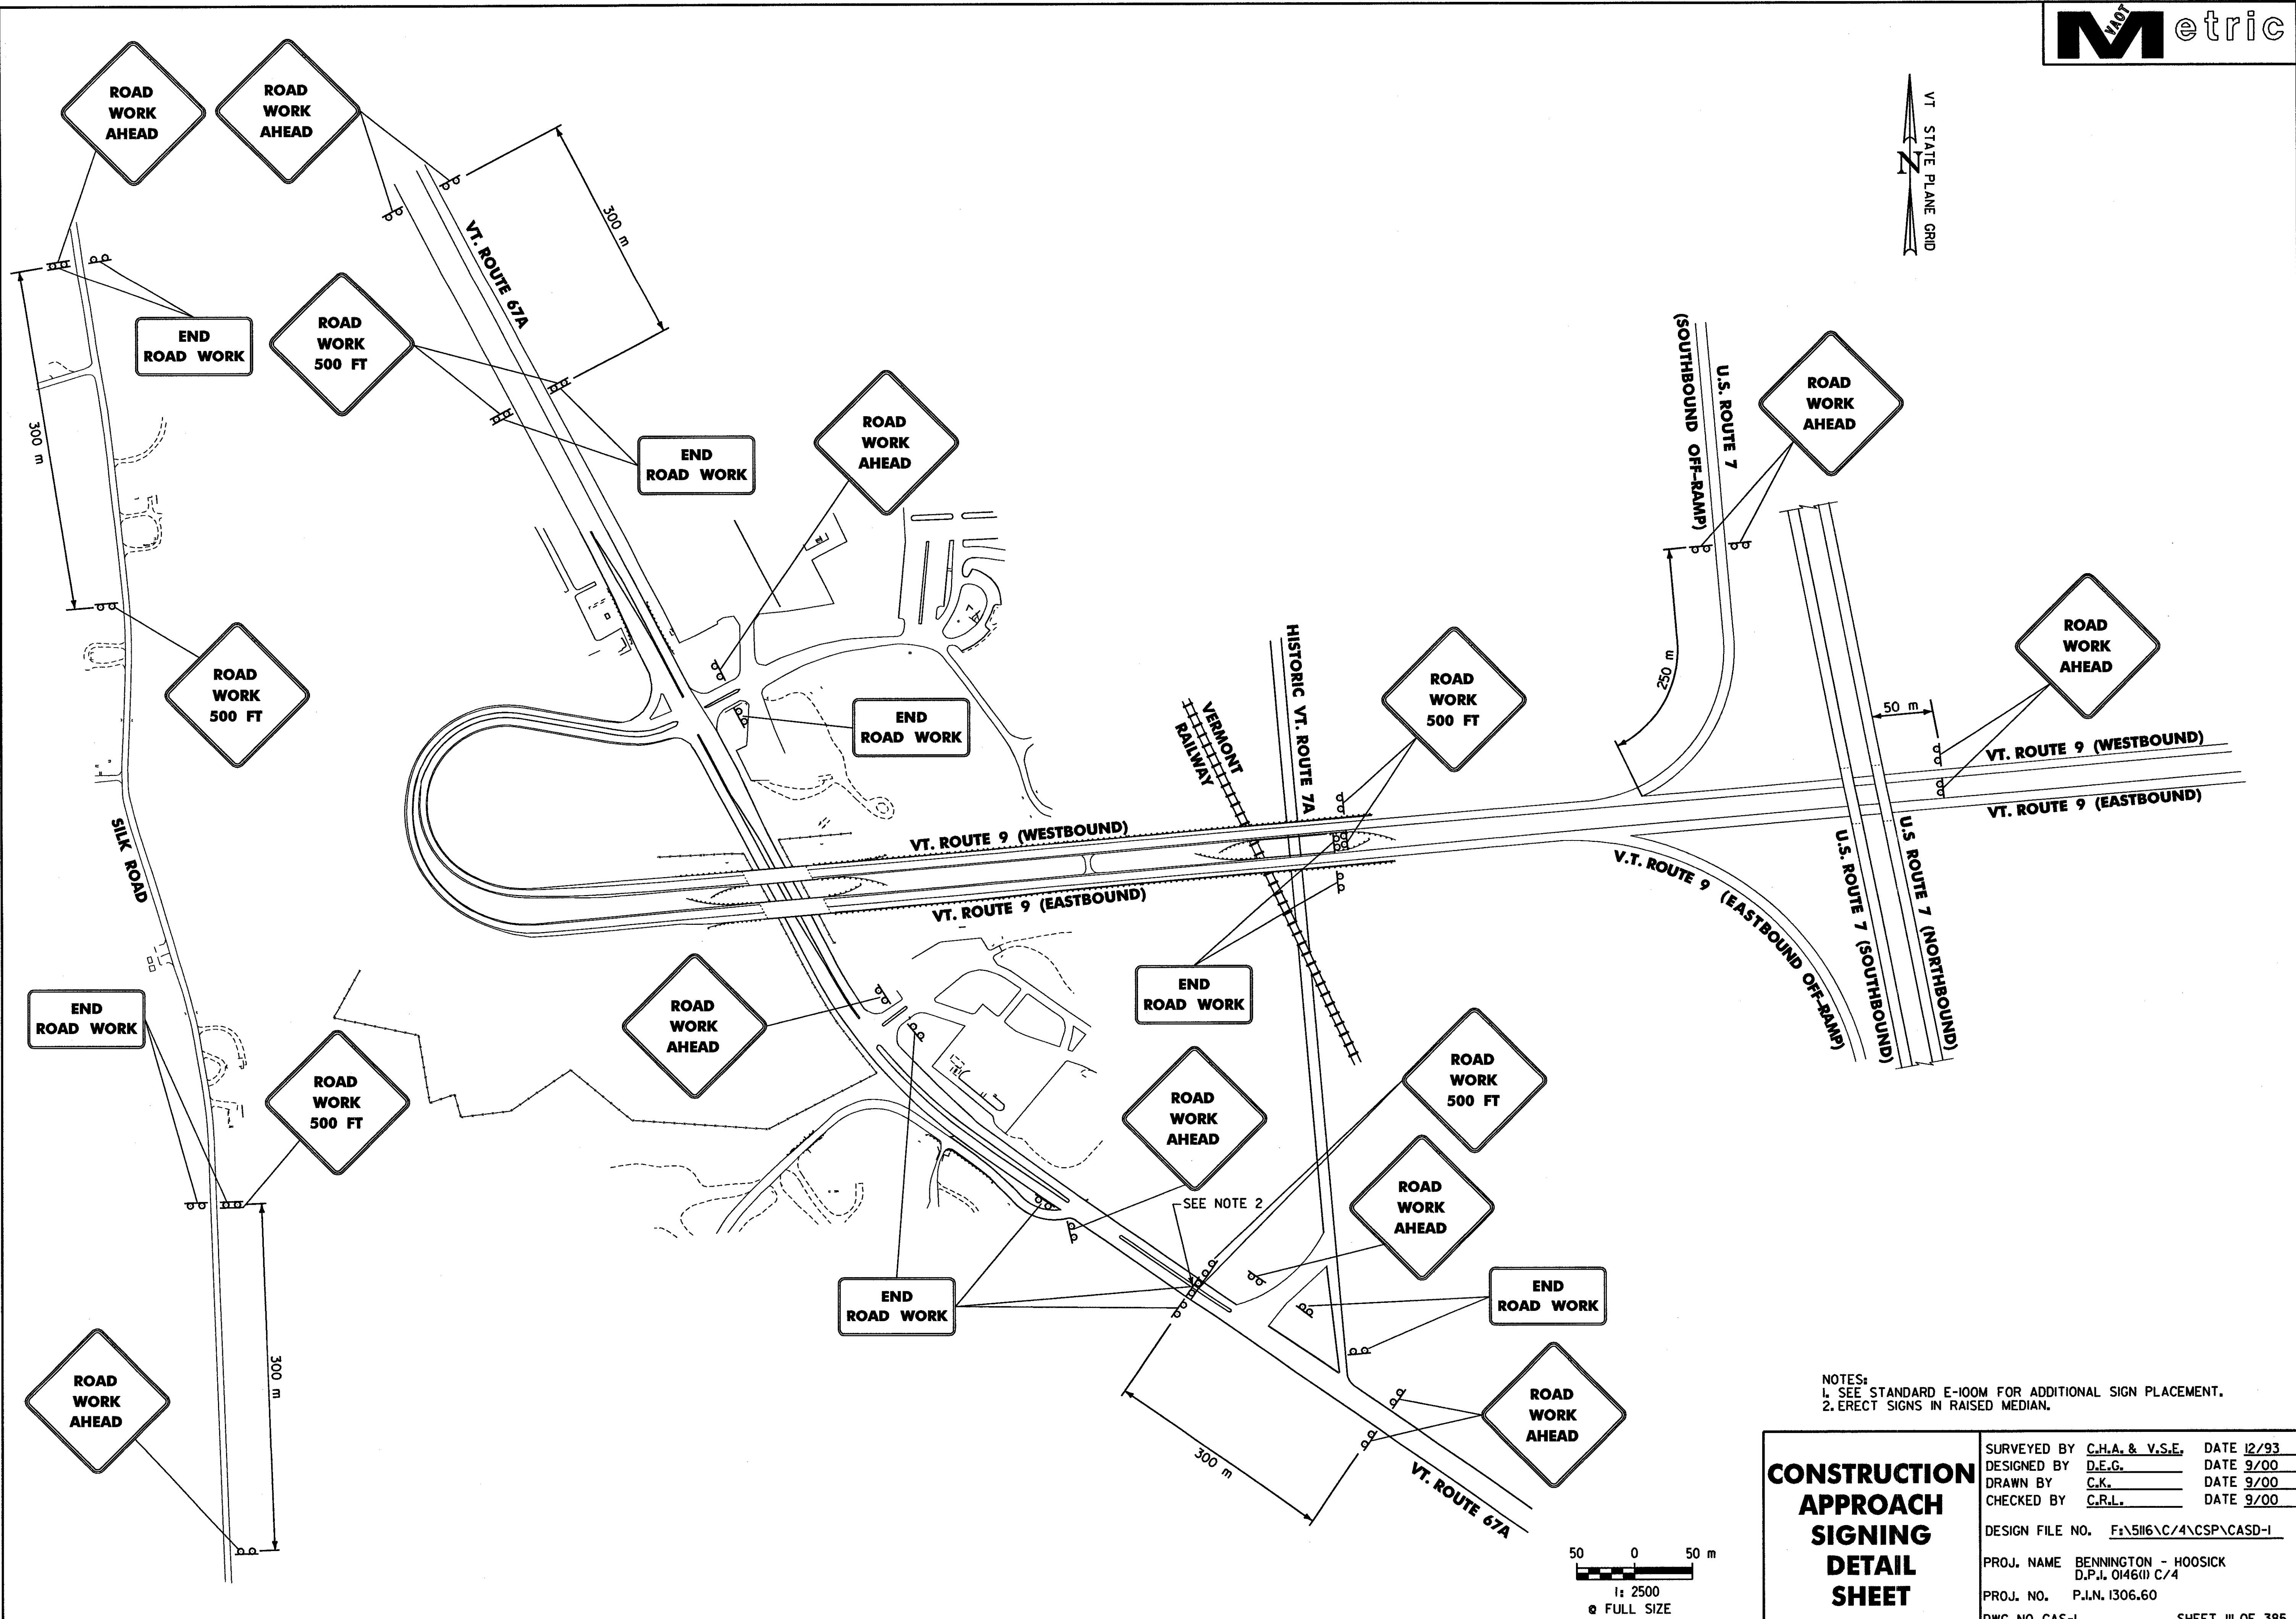 VAOT
Metric
VT STATE PLANE GRID
N
ROAD
WORK
AHEAD
ROAD
WORK
AHEAD
300 m
VT. ROUTE 67A
END
ROAD WORK
ROAD
WORK
500 FT
300 m
END
ROAD WORK
ROAD
WORK
AHEAD
(SOUTHBOUND OFF-RAMP)
U.S. ROUTE 7
ROAD
WORK
AHEAD
ROAD
WORK
500 FT
END
ROAD WORK
HISTORIC VT. ROUTE 7A
VERMONT
RAILWAY
ROAD
WORK
500 FT
250 m
ROAD
WORK
AHEAD
50 m
VT. ROUTE 9 (WESTBOUND)
VT. ROUTE 9 (EASTBOUND)
SILK ROAD
VT. ROUTE 9 (WESTBOUND)
VT. ROUTE 9 (EASTBOUND)
V.T. ROUTE 9 (EASTBOUND OFF-RAMP)
U.S. ROUTE 7 (SOUTHBOUND)
U.S ROUTE 7 (NORTHBOUND)
END
ROAD WORK
ROAD
WORK
500 FT
ROAD
WORK
AHEAD
END
ROAD WORK
ROAD
WORK
AHEAD
ROAD
WORK
500 FT
SEE NOTE 2
ROAD
WORK
AHEAD
END
ROAD WORK
END
ROAD WORK
ROAD
WORK
AHEAD
300 m
300 m
ROAD
WORK
AHEAD
VT. ROUTE 67A
NOTES:
1. SEE STANDARD E-100M FOR ADDITIONAL SIGN PLACEMENT.
2. ERECT SIGNS IN RAISED MEDIAN.
50 0 50 m
1: 2500
@ FULL SIZE
CONSTRUCTION
APPROACH
SIGNING
DETAIL
SHEET
SURVEYED BY C.H.A. & V.S.E. DATE 12/93
DESIGNED BY D.E.G. DATE 9/00
DRAWN BY C.K. DATE 9/00
CHECKED BY C.R.L. DATE 9/00
DESIGN FILE NO. F:\5116\C/4\CSP\CASD-1
PROJ. NAME BENNINGTON - HOOSICK
D.P.I. 0146(1) C/4
PROJ. NO. P.I.N. 1306.60
DWG NO CAS-1 SHEET 111 OF 385